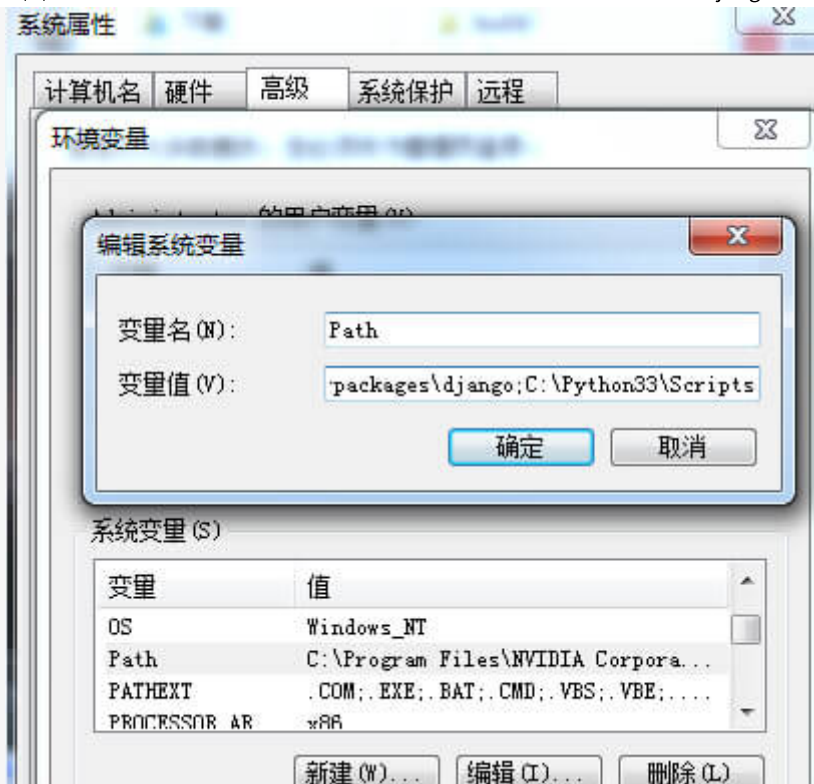 系统属性
计算机名 硬件 高级 系统保护 远程
环境变量
编辑系统变量
变量名(N): Path
变量值(V): packages\django;C:\Python33\Scripts
确定 取消
系统变量(S)
变量 值
OS Windows_NT
Path C:\Program Files\NVIDIA Corpora...
PATHEXT .COM;.EXE;.BAT;.CMD;.VBS;.VBE;....
PROCESSOR_AR x86
新建(W)... 编辑(I)... 删除(L)